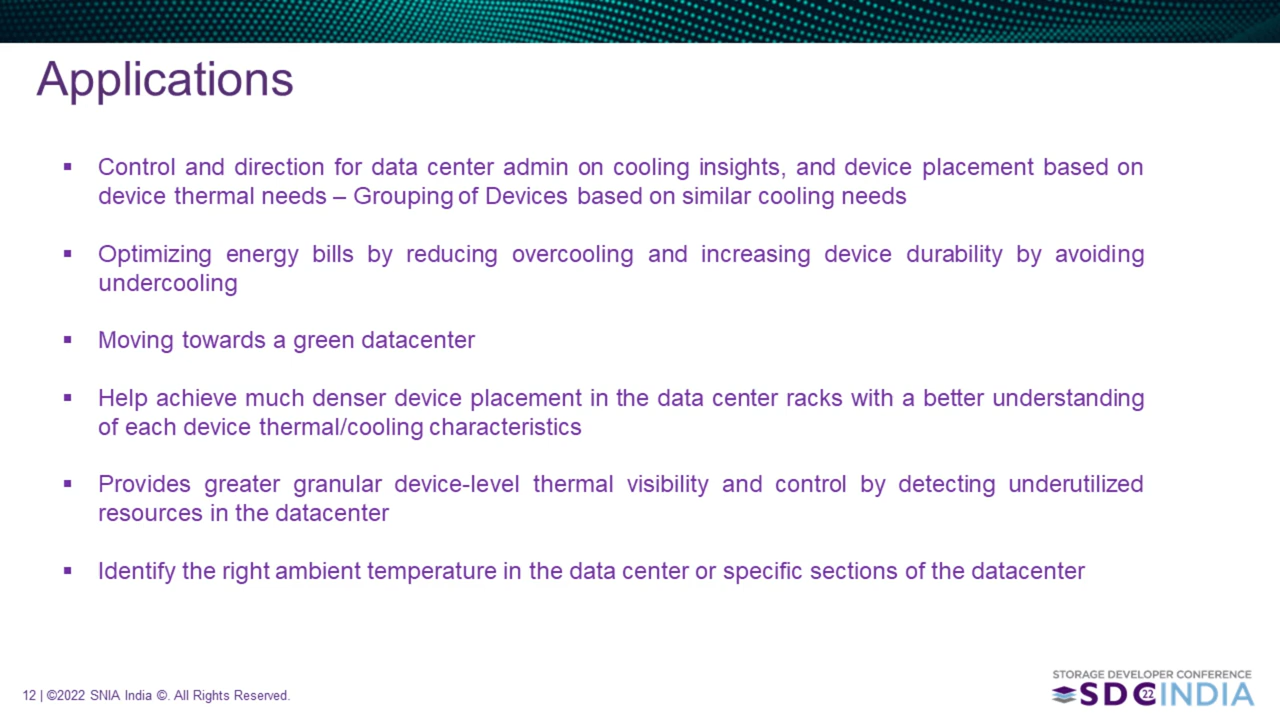 Applications
▪ Control and direction for data center admin on cooling insights, and device placement based on
device thermal needs – Grouping of Devices based on similar cooling needs
▪ Optimizing energy bills by reducing overcooling and increasing device durability by avoiding
undercooling
▪ Moving towards a green datacenter
▪ Help achieve much denser device placement in the data center racks with a better understanding
of each device thermal/cooling characteristics
▪ Provides greater granular device-level thermal visibility and control by detecting underutilized
resources in the datacenter
▪ Identify the right ambient temperature in the data center or specific sections of the datacenter
12 | ©2022 SNIA India ©. All Rights Reserved.
STORAGE DEVELOPER CONFERENCE
SDC 22 INDIA